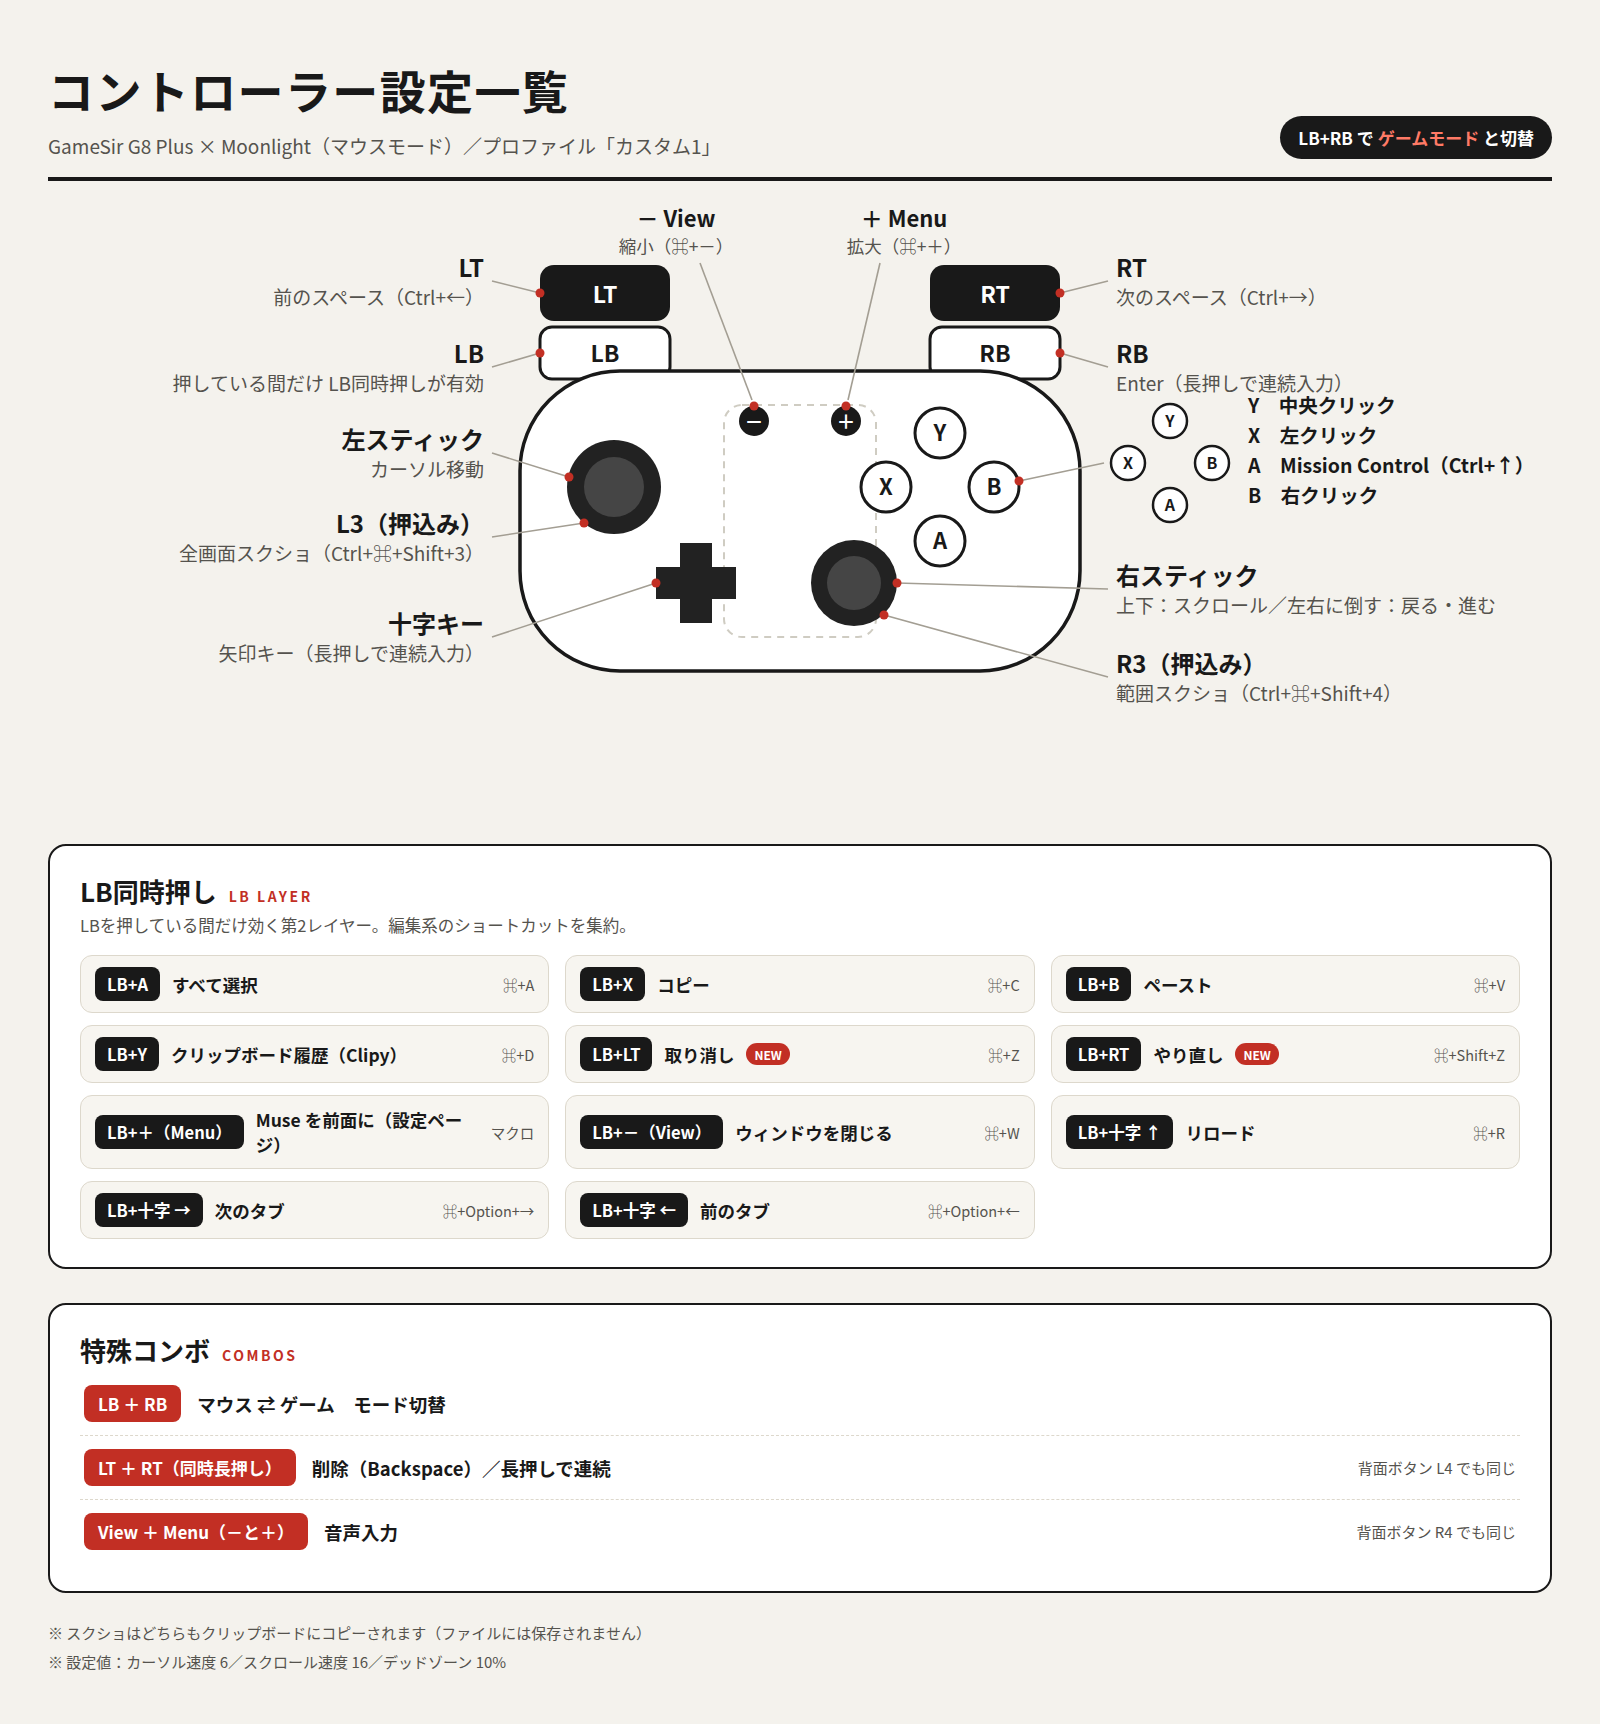 コントローラー設定一覧
GameSir G8 Plus × Moonlight（マウスモード）／プロファイル「カスタム1」
LB+RB で ゲームモード と切替
− View
縮小（⌘+−）
＋ Menu
拡大（⌘+＋）
LT
前のスペース（Ctrl+←）
LB
押している間だけ LB同時押しが有効
左スティック
カーソル移動
L3（押込み）
全画面スクショ（Ctrl+⌘+Shift+3）
十字キー
矢印キー（長押しで連続入力）
LT
LB
RT
RB
−
＋
Y
X
B
A
RT
次のスペース（Ctrl+→）
RB
Enter（長押しで連続入力）
Y
X
B
A
Y 中央クリック
X 左クリック
A Mission Control（Ctrl+↑）
B 右クリック
右スティック
上下：スクロール／左右に倒す：戻る・進む
R3（押込み）
範囲スクショ（Ctrl+⌘+Shift+4）
LB同時押し LB LAYER
LBを押している間だけ効く第2レイヤー。編集系のショートカットを集約。
LB+A すべて選択 ⌘+A
LB+X コピー ⌘+C
LB+B ペースト ⌘+V
LB+Y クリップボード履歴（Clipy） ⌘+D
LB+LT 取り消し NEW ⌘+Z
LB+RT やり直し NEW ⌘+Shift+Z
LB+＋（Menu） Muse を前面に（設定ペー
ジ） マクロ
LB+−（View） ウィンドウを閉じる ⌘+W
LB+十字 ↑ リロード ⌘+R
LB+十字 → 次のタブ ⌘+Option+→
LB+十字 ← 前のタブ ⌘+Option+←
特殊コンボ COMBOS
LB ＋ RB マウス ⇄ ゲーム　モード切替
LT ＋ RT（同時長押し） 削除（Backspace）／長押しで連続 背面ボタン L4 でも同じ
View ＋ Menu（−と＋） 音声入力 背面ボタン R4 でも同じ
※ スクショはどちらもクリップボードにコピーされます（ファイルには保存されません）
※ 設定値：カーソル速度 6／スクロール速度 16／デッドゾーン 10%